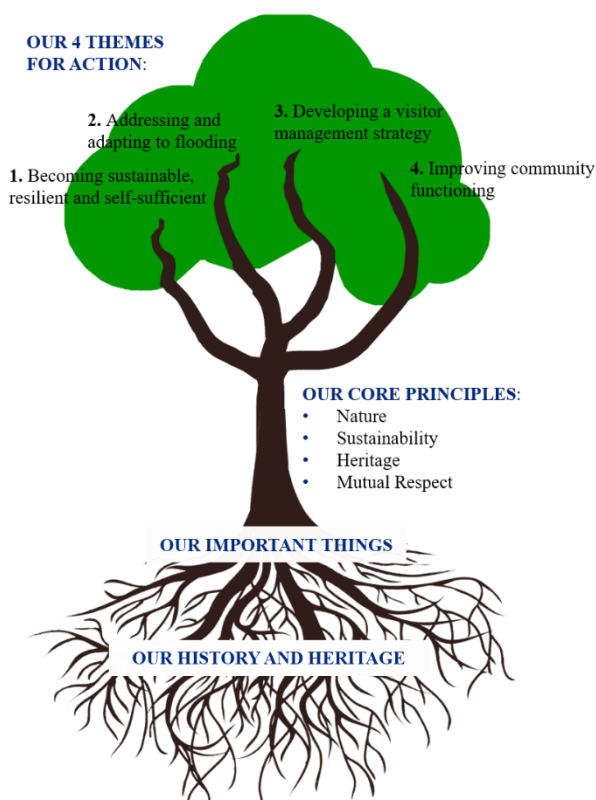 OUR 4 THEMES
FOR ACTION:
1. Becoming sustainable,
resilient and self-sufficient
2. Addressing and
adapting to flooding
3. Developing a visitor
management strategy
4. Improving community
functioning
OUR CORE PRINCIPLES:
• Nature
• Sustainability
• Heritage
• Mutual Respect
OUR IMPORTANT THINGS
OUR HISTORY AND HERITAGE